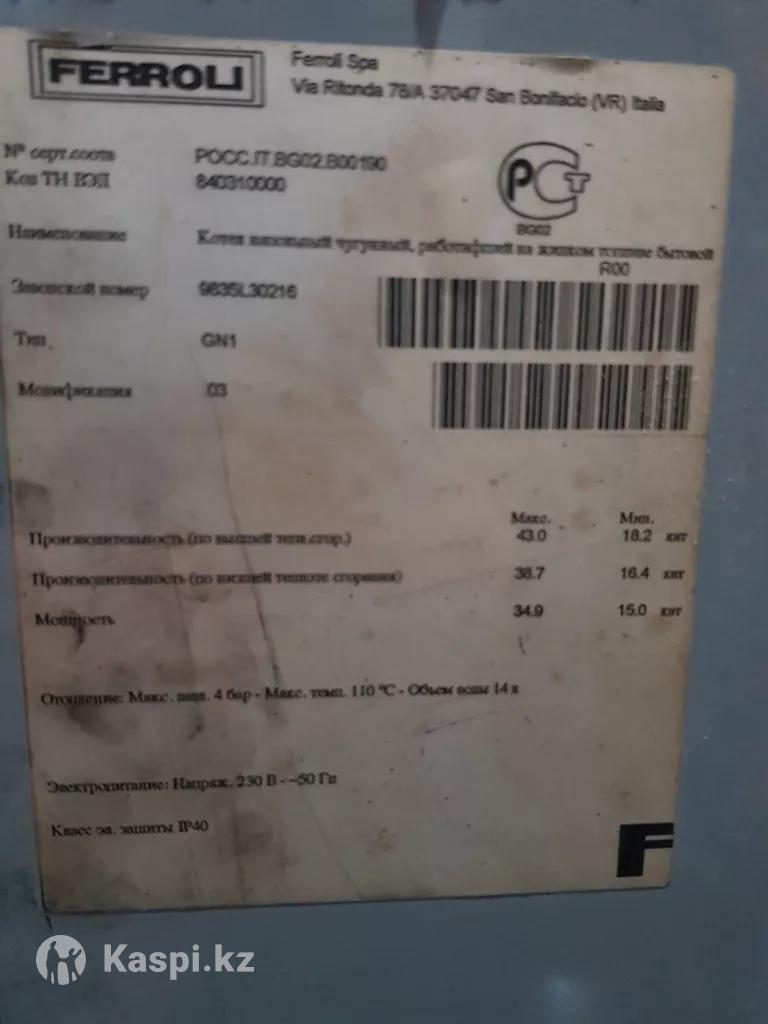 FERROLI
Ferroli Spa
Via Ritonda 78/A 37047 San Bonifacio (VR) Italia
№ серт.соотв РОСС.IT.BG02.B00190
Код ТН ВЭД 840310000
PCT
BG02
Наименование Котел напольный чугунный, работающий на жидком топливе бытовой
R00
Заводской номер 9835L30216
Тип GN1
Модификация 03
Макс. Мин.
Производительность (по высшей тепл.сгор.) 43.0 18.2 квт
Производительность (по низшей теплоте сгорания) 38.7 16.4 квт
Мощность 34.9 15.0 квт
Отопление: Макс. давл. 4 бар - Макс. темп. 110 °C - Объем воды 14 л
Электропитание: Напряж. 230 В - ~50 Гц
Класс эл. защиты IP40
F
Kaspi.kz